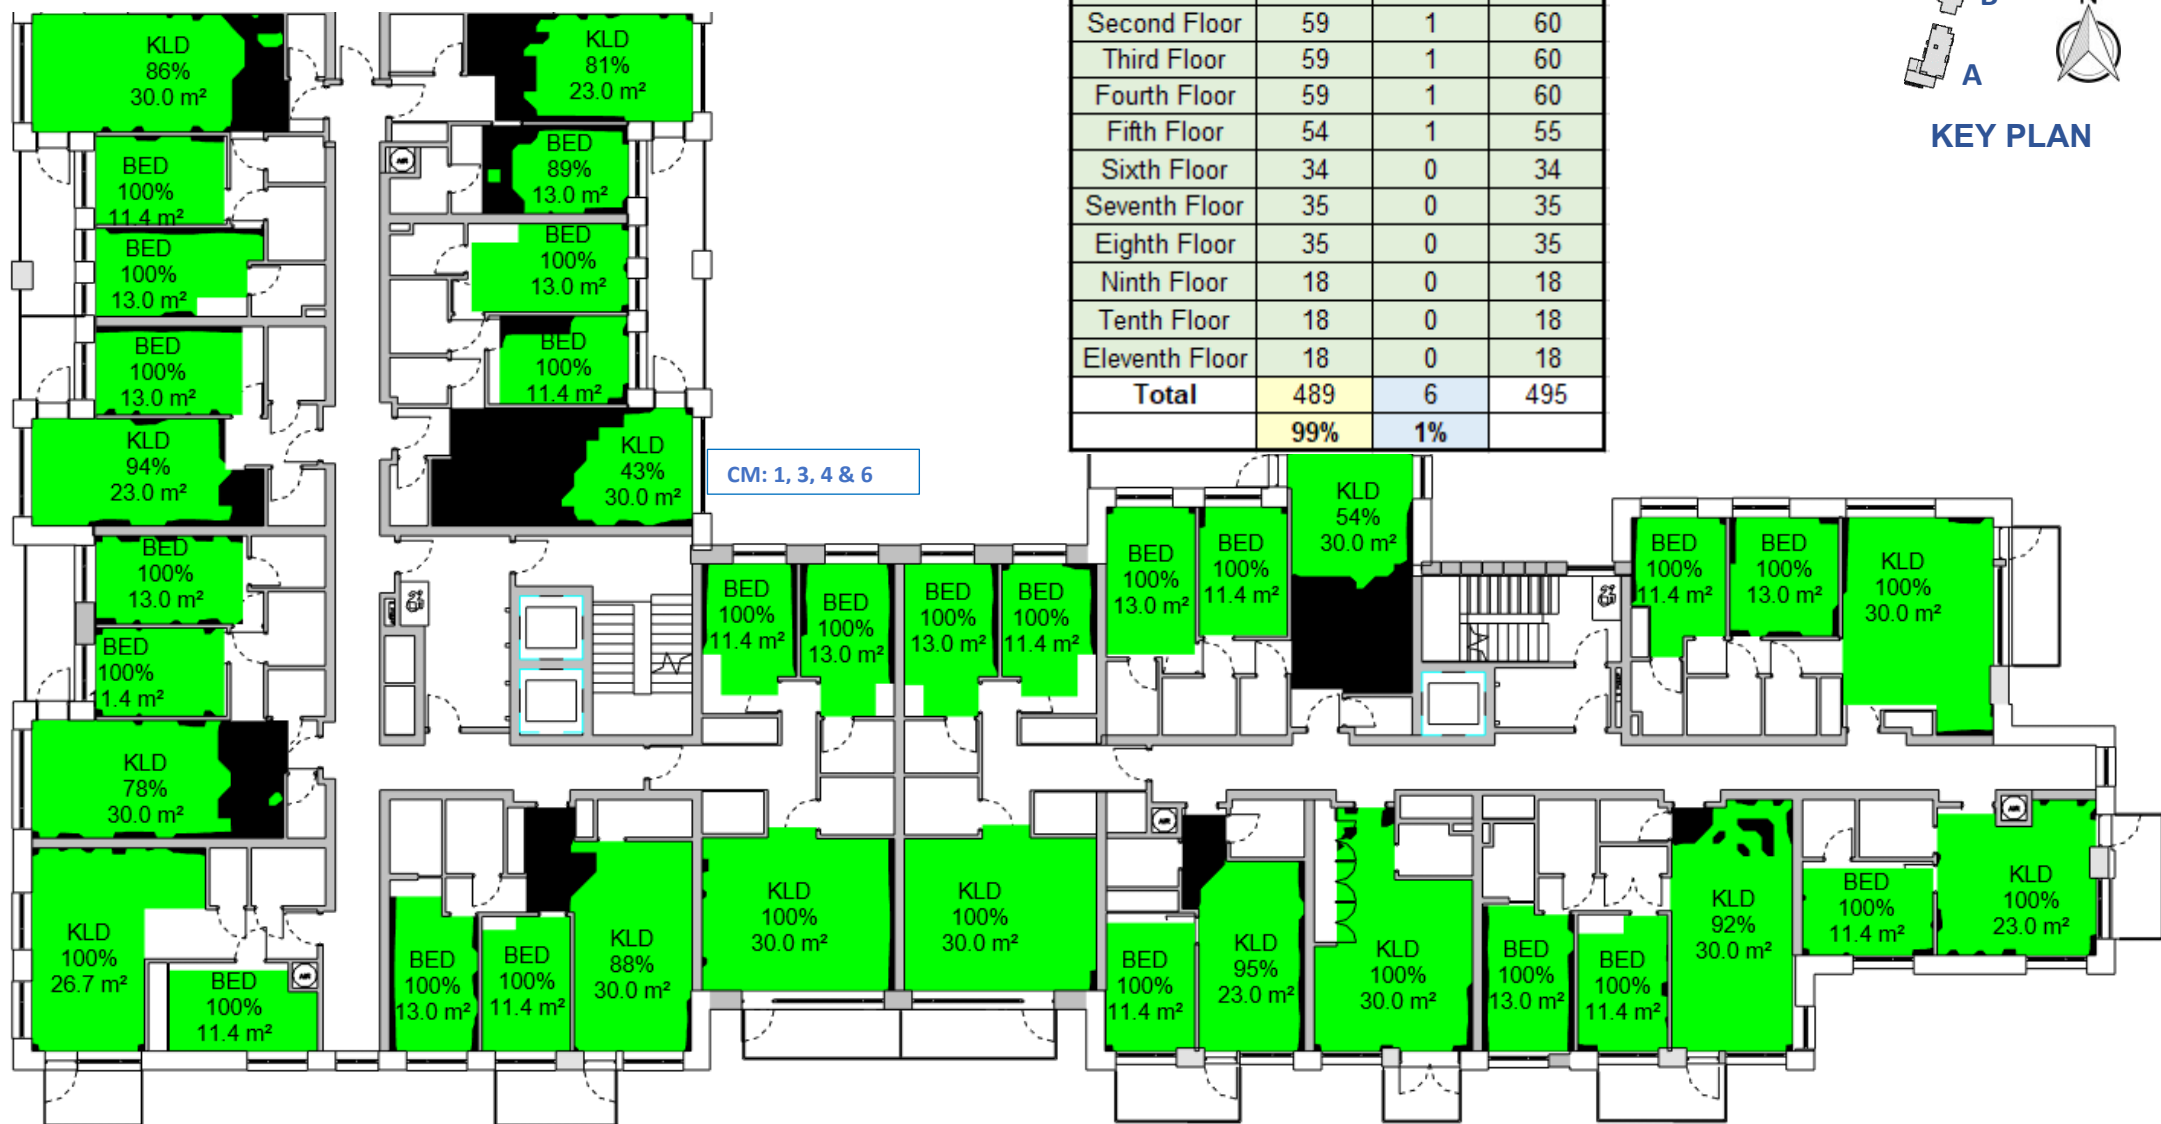 KLD
86%
30.0 m²
KLD
81%
23.0 m²
BED
100%
11.4 m²
BED
89%
13.0 m²
BED
100%
13.0 m²
BED
100%
13.0 m²
BED
100%
13.0 m²
BED
100%
11.4 m²
KLD
94%
23.0 m²
KLD
43%
30.0 m²
CM: 1, 3, 4 & 6
BED
100%
13.0 m²
BED
100%
11.4 m²
KLD
78%
30.0 m²
KLD
100%
26.7 m²
BED
100%
11.4 m²
Second Floor 59 1 60
Third Floor 59 1 60
Fourth Floor 59 1 60
Fifth Floor 54 1 55
Sixth Floor 34 0 34
Seventh Floor 35 0 35
Eighth Floor 35 0 35
Ninth Floor 18 0 18
Tenth Floor 18 0 18
Eleventh Floor 18 0 18
Total 489 6 495
99% 1%
A
KEY PLAN
BED
100%
11.4 m²
BED
100%
13.0 m²
BED
100%
13.0 m²
BED
100%
11.4 m²
BED
100%
13.0 m²
BED
100%
11.4 m²
KLD
54%
30.0 m²
BED
100%
11.4 m²
BED
100%
13.0 m²
KLD
100%
30.0 m²
BED
100%
13.0 m²
BED
100%
11.4 m²
KLD
88%
30.0 m²
KLD
100%
30.0 m²
KLD
100%
30.0 m²
BED
100%
11.4 m²
KLD
95%
23.0 m²
KLD
100%
30.0 m²
BED
100%
13.0 m²
BED
100%
11.4 m²
KLD
92%
30.0 m²
BED
100%
11.4 m²
KLD
100%
23.0 m²